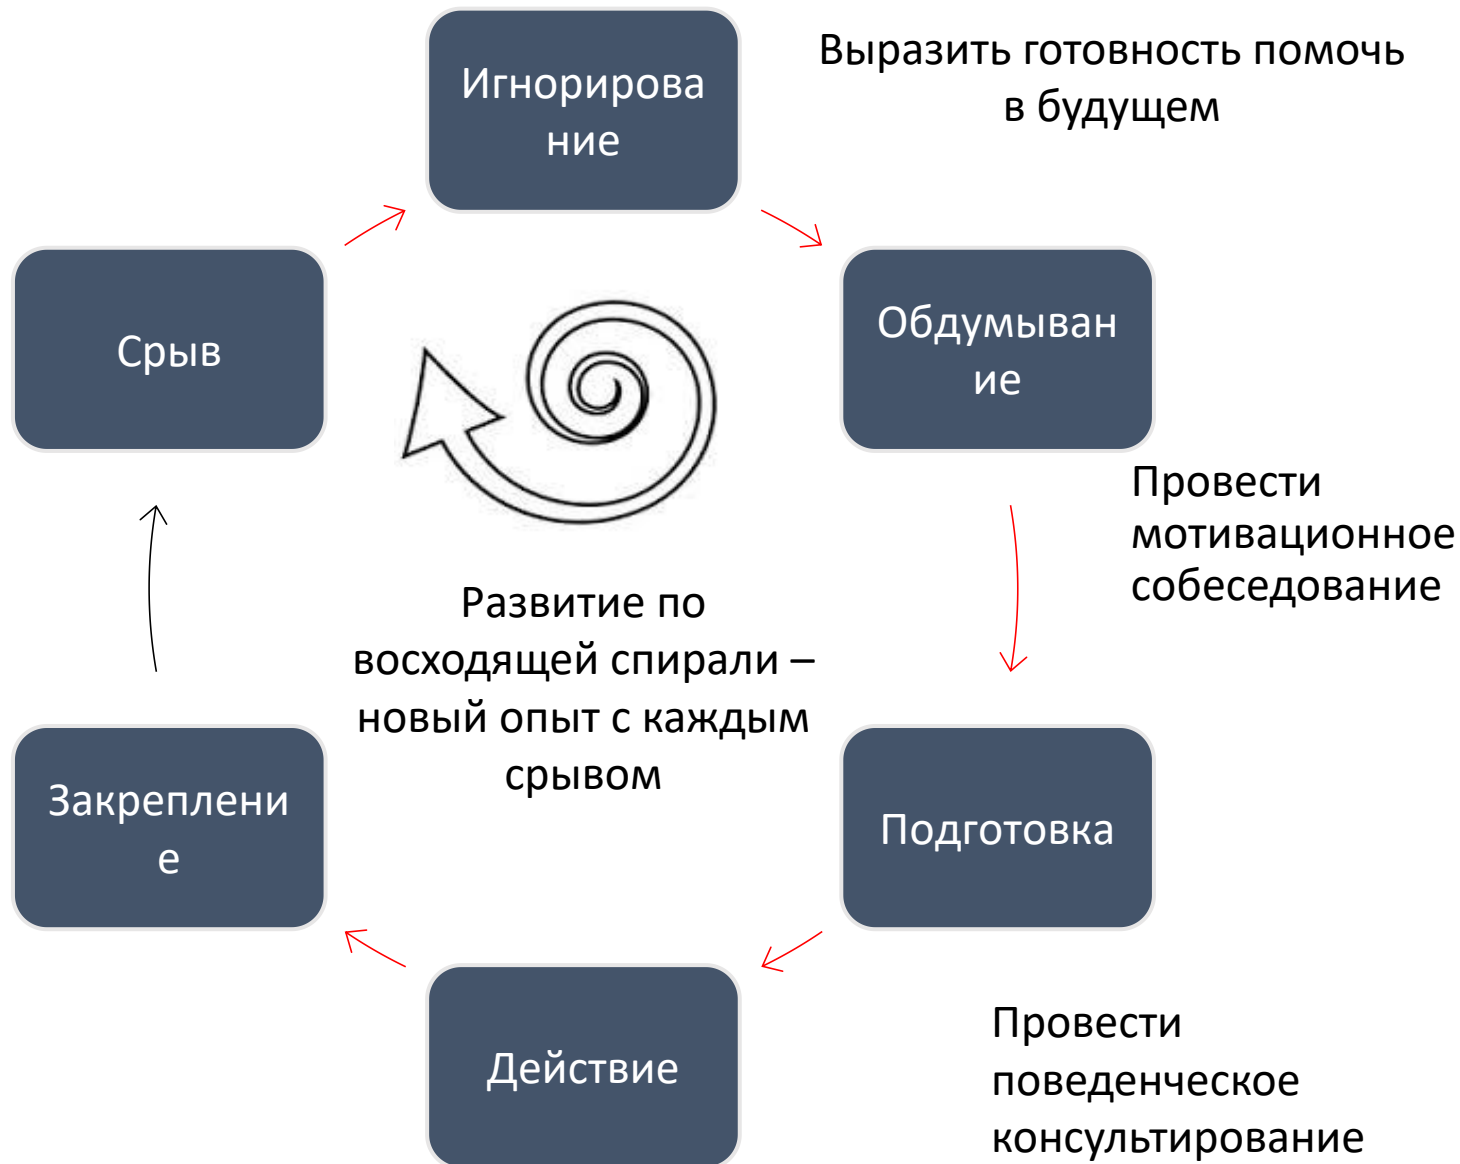 Игнорирова
ние
Выразить готовность помочь
в будущем
Срыв
Обдумыван
ие
Провести
мотивационное
собеседование
Развитие по
восходящей спирали –
новый опыт с каждым
срывом
Закреплени
е
Подготовка
Действие
Провести
поведенческое
консультирование